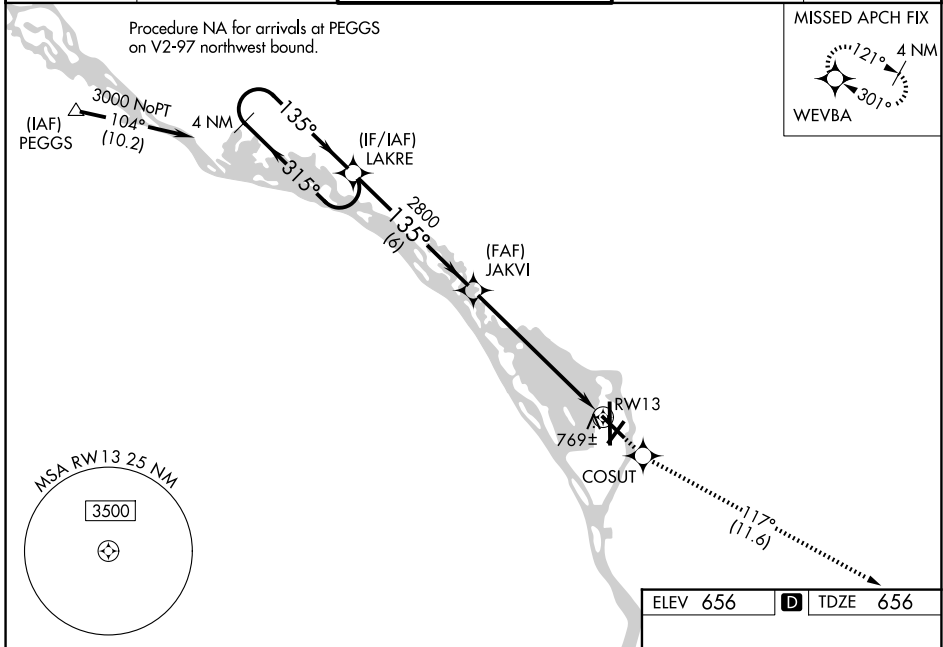 Procedure NA for arrivals at PEGGS
on V2-97 northwest bound.
MISSED APCH FIX
121°
4 NM
301°
WEVBA
3000 NoPT
104°
(10.2)
(IAF)
PEGGS
4 NM
135°
315°
(IF/IAF)
LAKRE
2800
135°
(6)
(FAF)
JAKVI
RW13
769±
COSUT
117°
(11.6)
MSA RW13 25 NM
3500
ELEV 656
D
TDZE 656